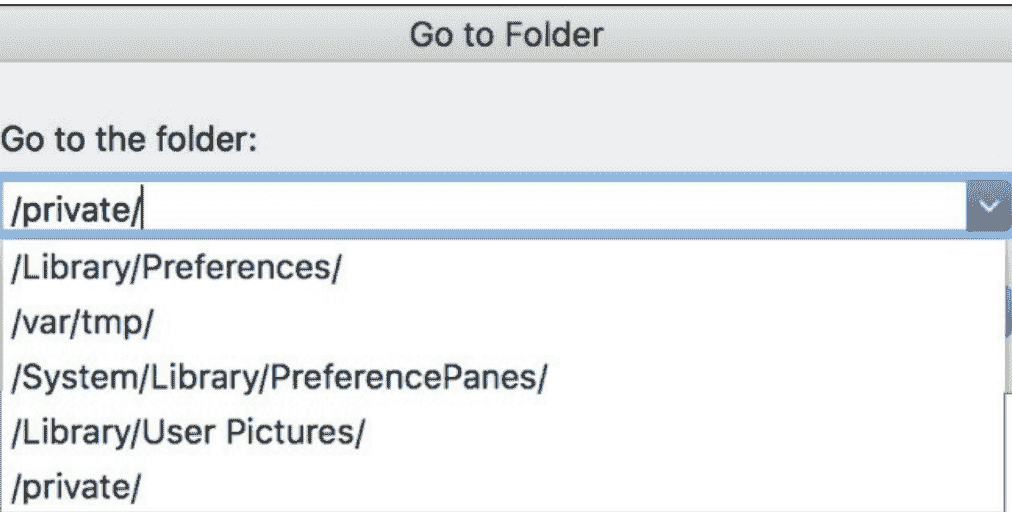 Go to Folder
Go to the folder:
/private/
/Library/Preferences/
/var/tmp/
/System/Library/PreferencePanes/
/Library/User Pictures/
/private/